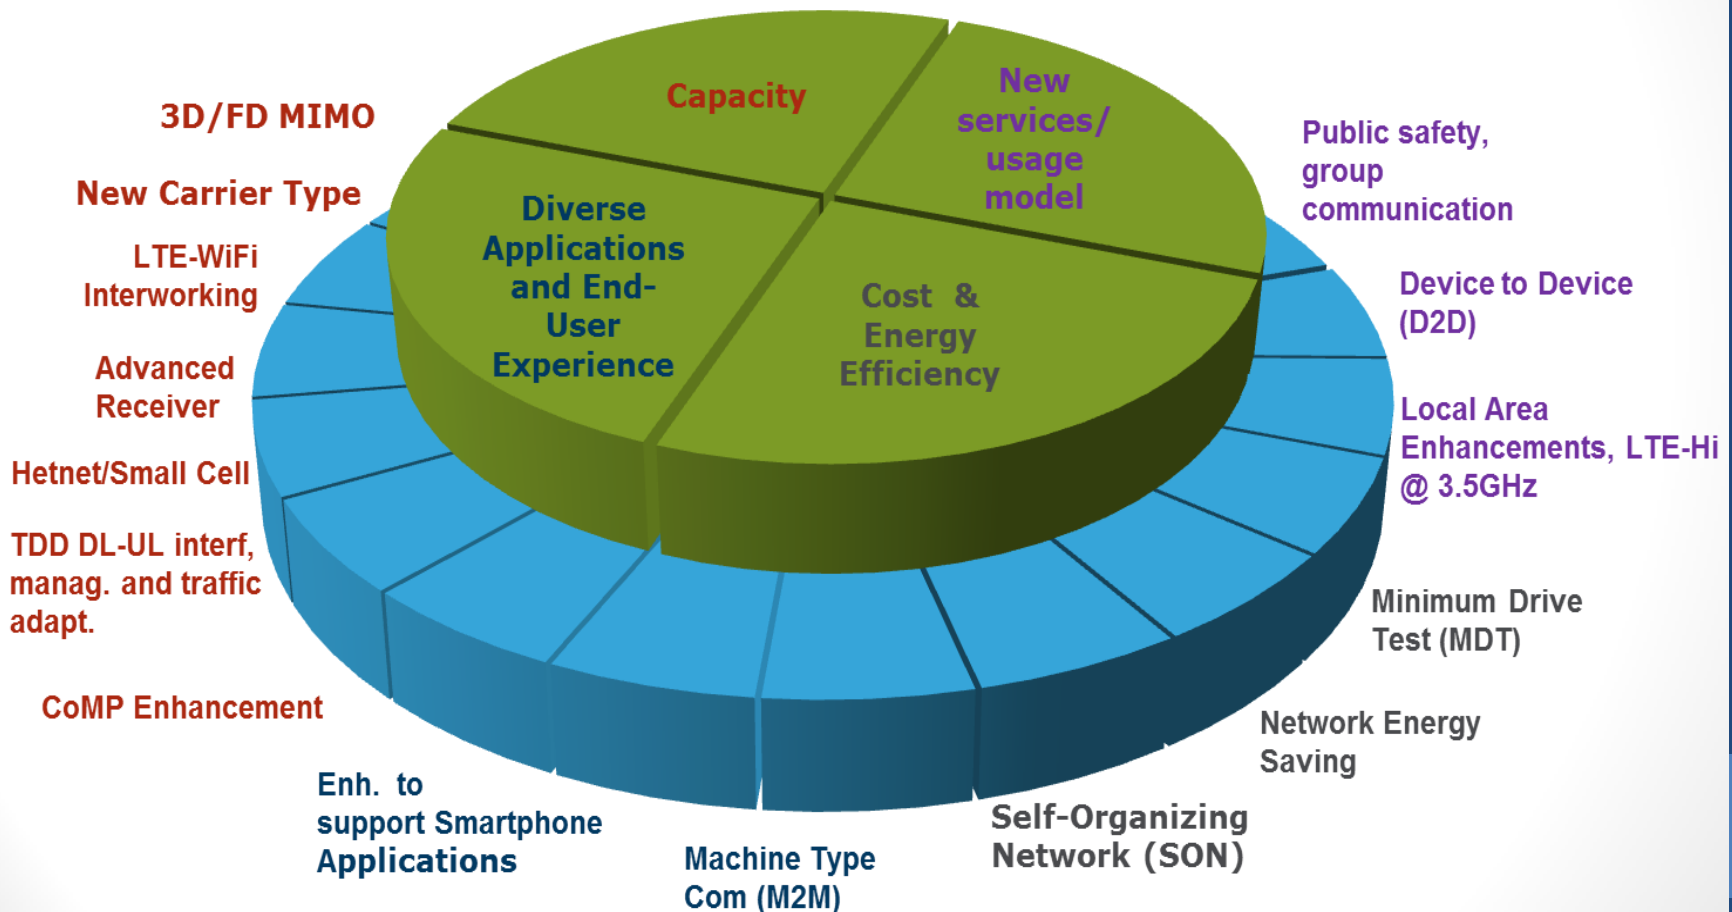 Capacity
New
services/
usage
model
Diverse
Applications
and End-
User
Experience
Cost &
Energy
Efficiency
3D/FD MIMO
New Carrier Type
LTE-WiFi
Interworking
Advanced
Receiver
Hetnet/Small Cell
TDD DL-UL interf,
manag. and traffic
adapt.
CoMP Enhancement
Enh. to
support Smartphone
Applications
Machine Type
Com (M2M)
Self-Organizing
Network (SON)
Network Energy
Saving
Minimum Drive
Test (MDT)
Local Area
Enhancements, LTE-Hi
@ 3.5GHz
Device to Device
(D2D)
Public safety,
group
communication